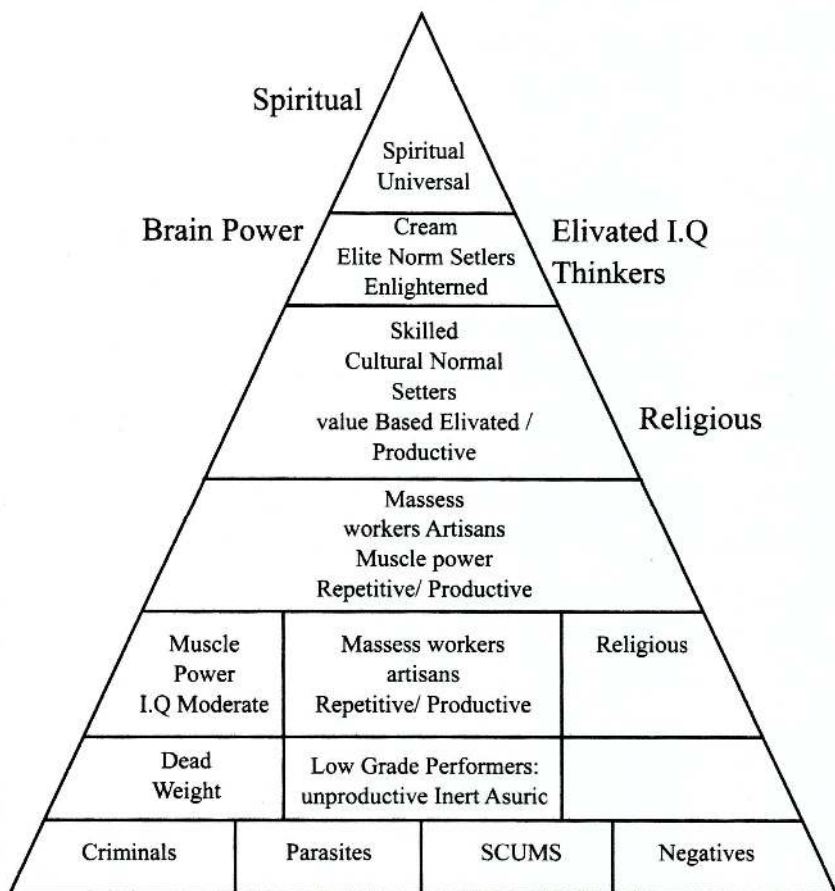 Spiritual
Spiritual
Universal
Brain Power
Cream
Elite Norm Setlers
Enlighterned
Elivated I.Q
Thinkers
Skilled
Cultural Normal
Setters
value Based Elivated /
Productive
Religious
Massess
workers Artisans
Muscle power
Repetitive/ Productive
Muscle
Power
I.Q Moderate
Massess workers
artisans
Repetitive/ Productive
Religious
Dead
Weight
Low Grade Performers:
unproductive Inert Asuric
Criminals
Parasites
SCUMS
Negatives